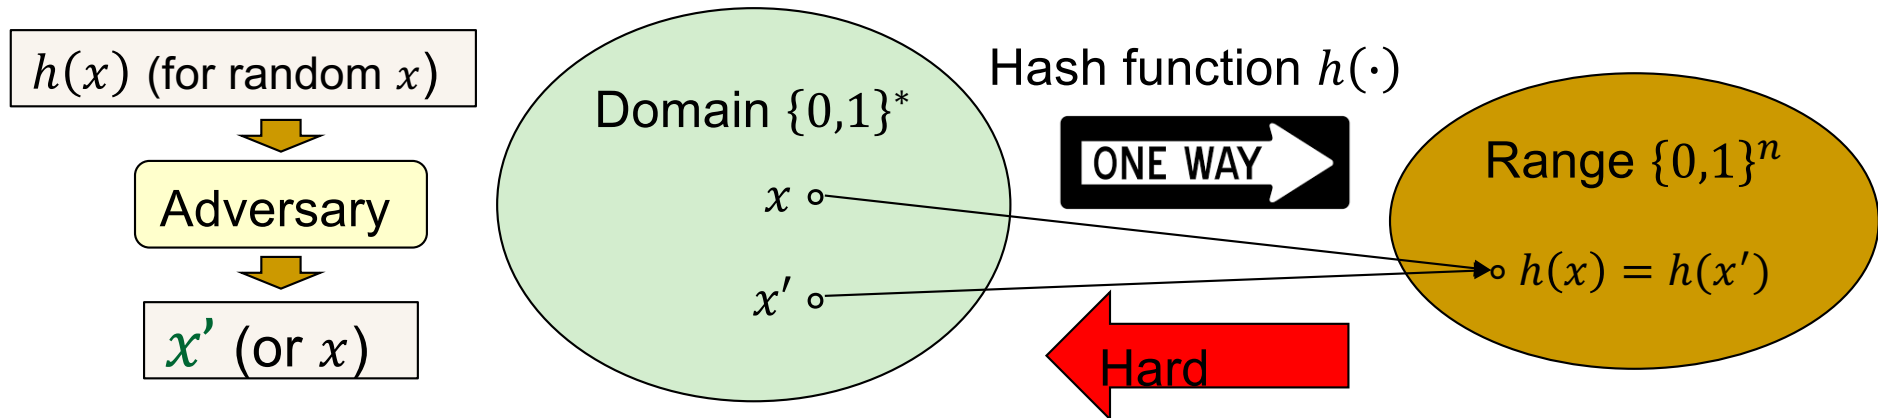 h(x) (for random x)
Adversary
x’ (or x)
Domain {0,1}*
x
x′
Hash function h(·)
ONE WAY
Hard
Range {0,1}ⁿ
h(x) = h(x′)